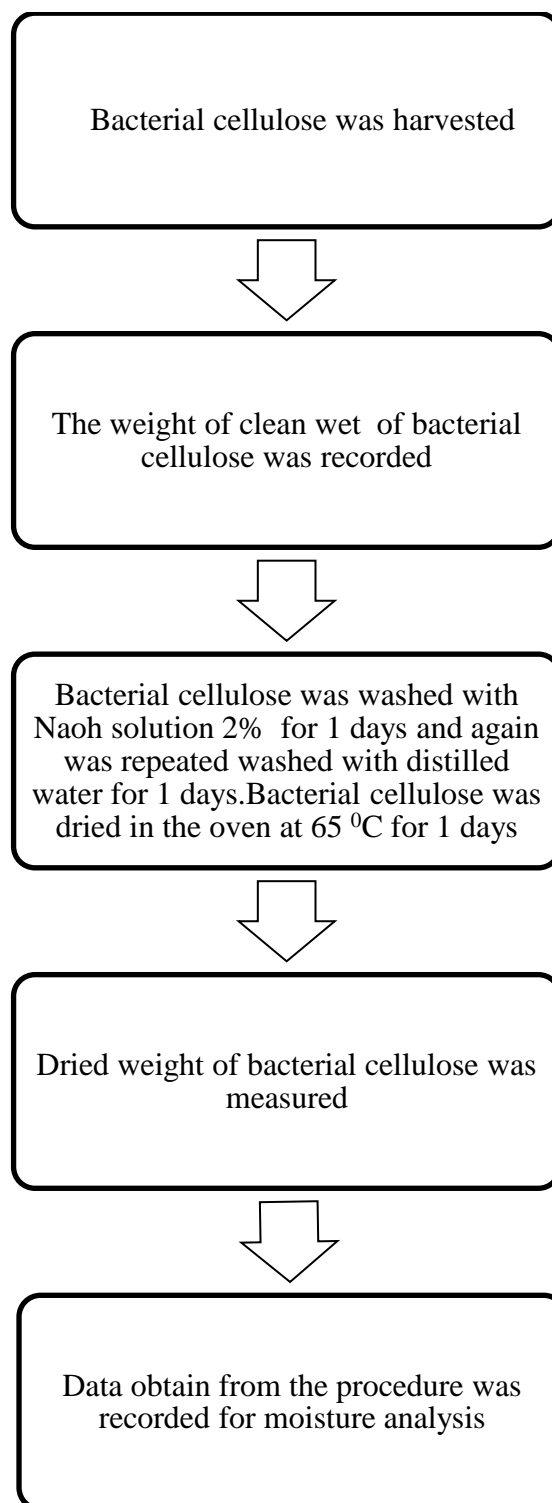 Bacterial cellulose was harvested
The weight of clean wet of bacterial
cellulose was recorded
Bacterial cellulose was washed with
Naoh solution 2% for 1 days and again
was repeated washed with distilled
water for 1 days.Bacterial cellulose was
dried in the oven at 65 ⁰C for 1 days
Dried weight of bacterial cellulose was
measured
Data obtain from the procedure was
recorded for moisture analysis